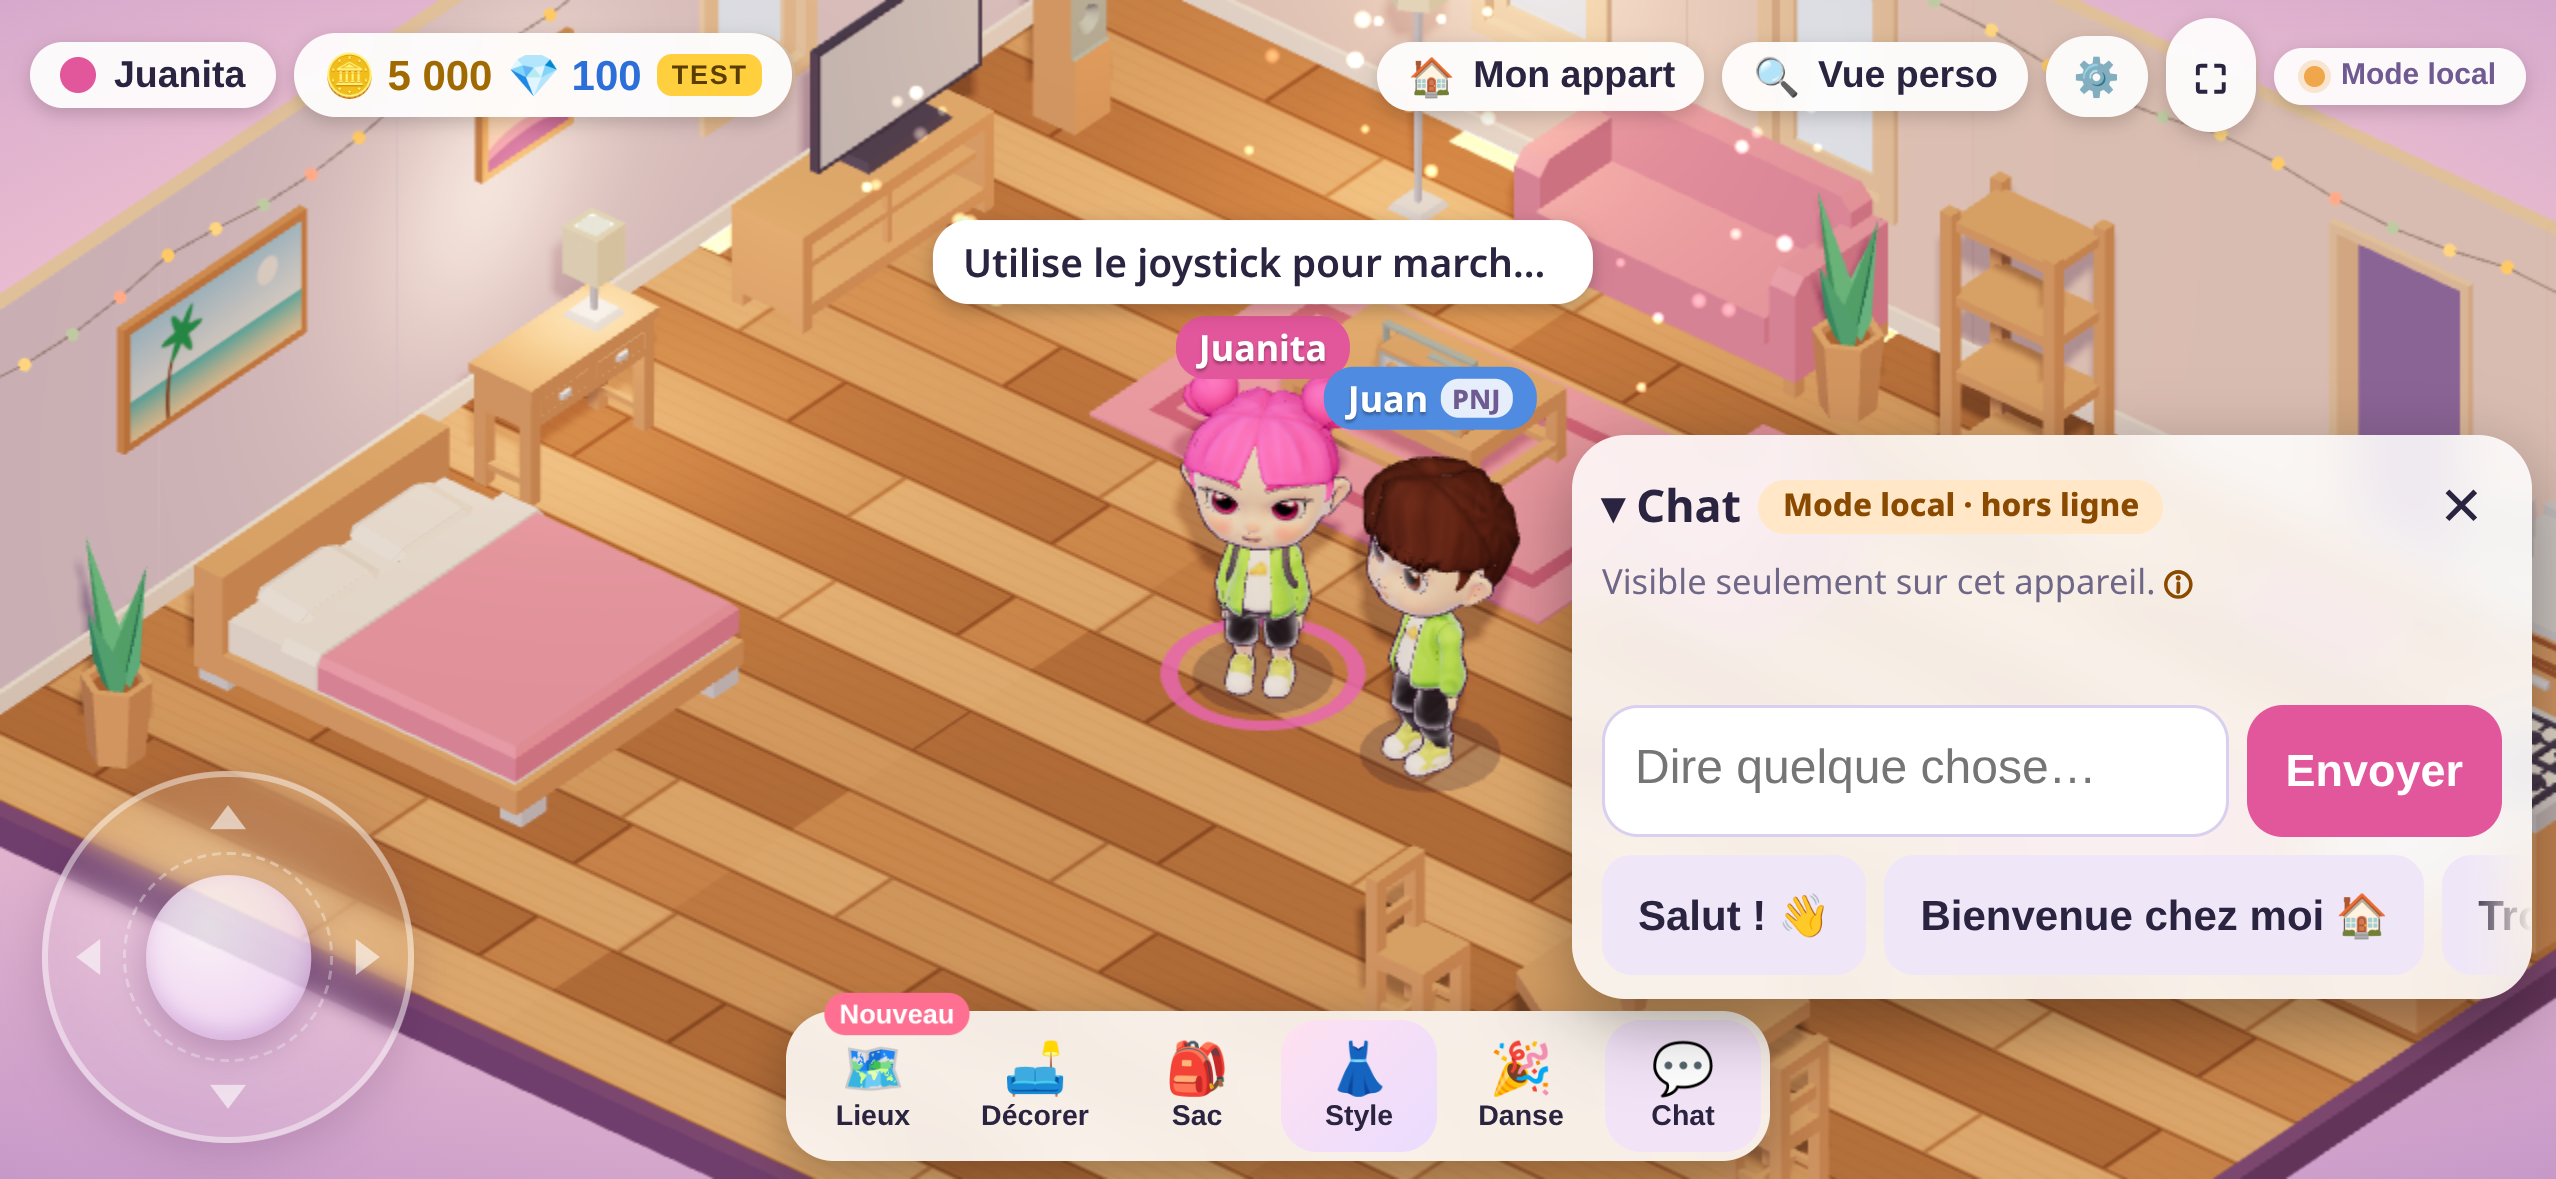 Juanita
5 000 100 TEST
Mon appart
Vue perso
Mode local
Utilise le joystick pour march...
Juanita
Juan PNJ
▼ Chat Mode local · hors ligne
Visible seulement sur cet appareil.
Dire quelque chose...
Envoyer
Salut ! 👋
Bienvenue chez moi 🏠
Nouveau
Lieux
Décorer
Sac
Style
Danse
Chat